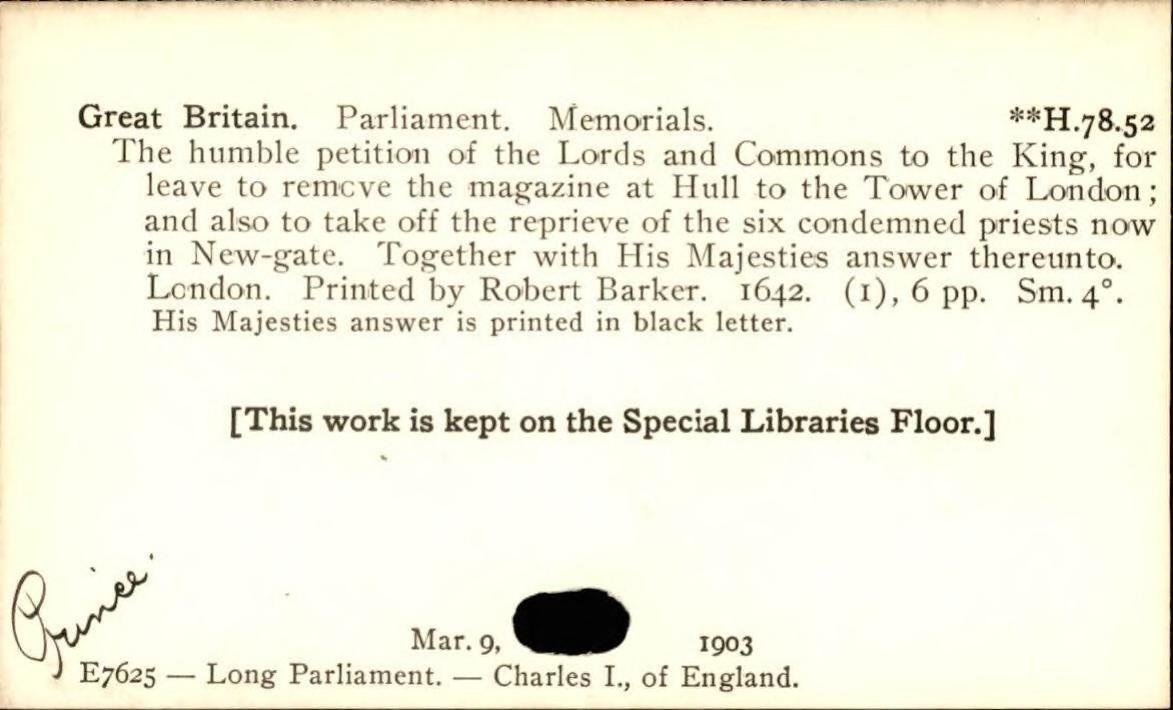 Great Britain. Parliament. Memorials. **H.78.52
The humble petition of the Lords and Commons to the King, for
leave to remcve the magazine at Hull to the Tower of London;
and also to take off the reprieve of the six condemned priests now
in New-gate. Together with His Majesties answer thereunto.
Lcndon. Printed by Robert Barker. 1642. (1), 6 pp. Sm. 4°.
His Majesties answer is printed in black letter.
[This work is kept on the Special Libraries Floor.]
Prince
Mar. 9, 1903
E7625 — Long Parliament. — Charles I., of England.